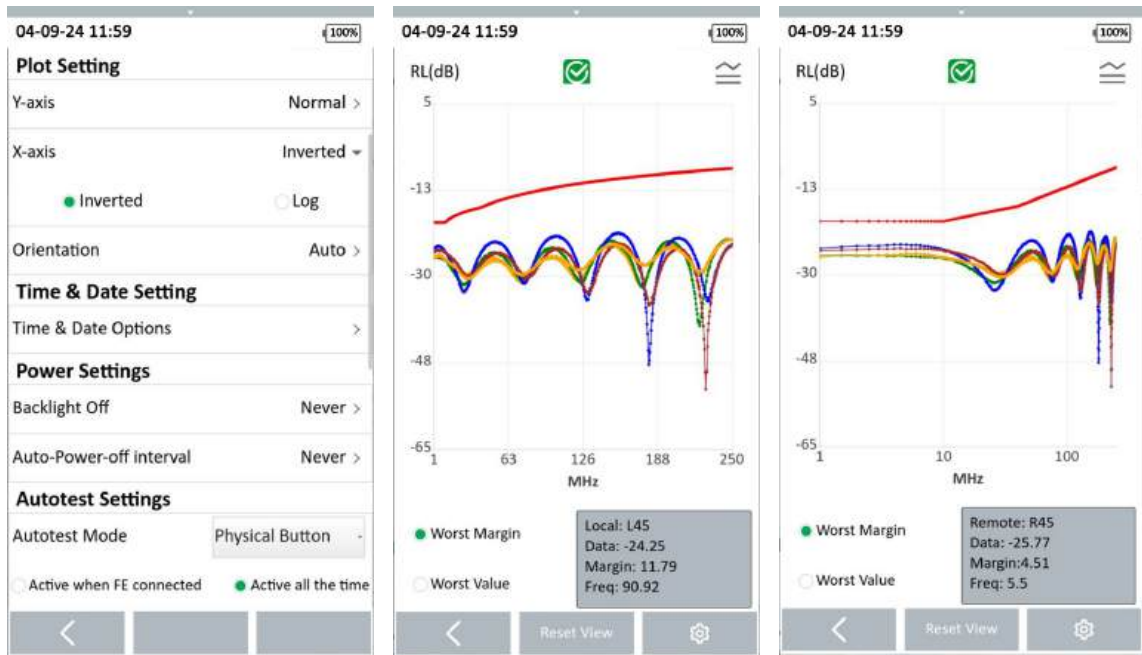 04-09-24 11:59
100%
Plot Setting
Y-axis
Normal >
X-axis
Inverted
Inverted
Log
Orientation
Auto >
Time & Date Setting
Time & Date Options
>
Power Settings
Backlight Off
Never >
Auto-Power-off interval
Never >
Autotest Settings
Autotest Mode
Physical Button
Active when FE connected
Active all the time
04-09-24 11:59
100%
RL(dB)
5
-13
-30
-48
-65
1
63
126
188
250
MHz
Worst Margin
Worst Value
Local: L45
Data: -24.25
Margin: 11.79
Freq: 90.92
Reset View
04-09-24 11:59
100%
RL(dB)
5
-13
-30
-48
-65
1
10
100
MHz
Worst Margin
Worst Value
Remote: R45
Data: -25.77
Margin:4.51
Freq: 5.5
Reset View